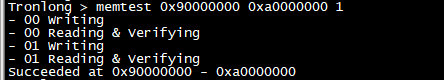 Tronlong > memtest 0x90000000 0xa0000000 1
- 00 Writing
- 00 Reading & Verifying
- 01 Writing
- 01 Reading & Verifying
Succeeded at 0x90000000 - 0xa0000000